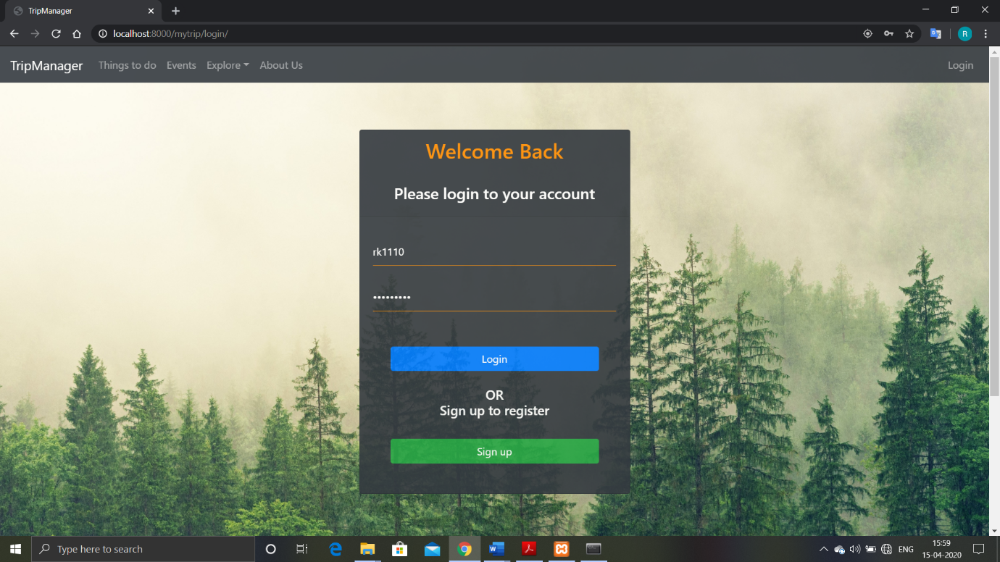 TripManager
localhost:8000/mytrip/login/
R
TripManager Things to do Events Explore About Us Login
Welcome Back
Please login to your account
rk1110
•••••••••
Login
OR
Sign up to register
Sign up
Type here to search
ENG
15:59
15-04-2020